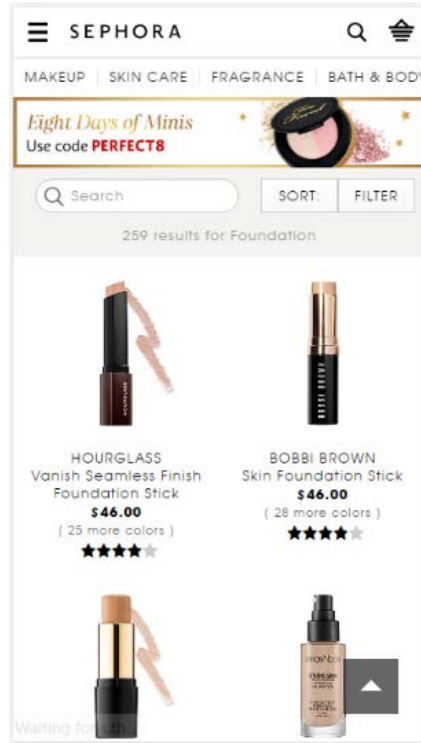 SEPHORA
MAKEUP SKIN CARE FRAGRANCE BATH & BODY
Eight Days of Minis
Use code PERFECT8
Search
SORT: FILTER
259 results for Foundation
HOURGLASS
Vanish Seamless Finish
Foundation Stick
$46.00
( 25 more colors )
BOBBI BROWN
Skin Foundation Stick
$46.00
( 28 more colors )
Waiting for